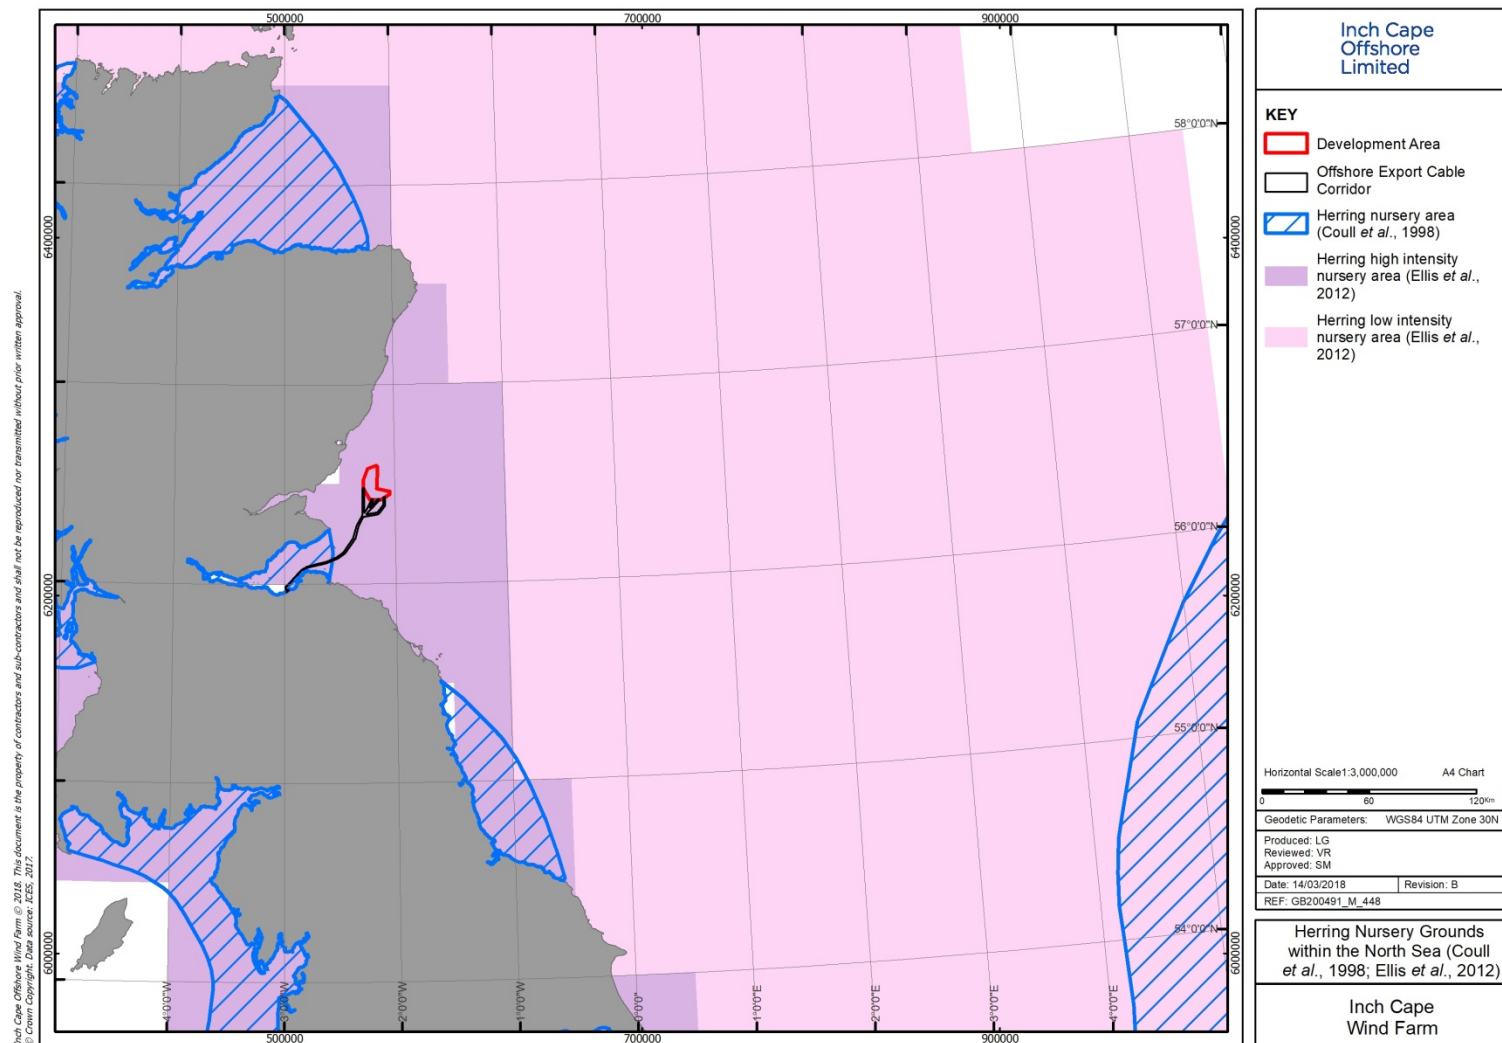 500000
700000
900000
6400000
6200000
6000000
58°0'0"N
57°0'0"N
56°0'0"N
55°0'0"N
54°0'0"N
6400000
6200000
6000000
4°0'0"W
3°0'0"W
2°0'0"W
1°0'0"W
0°0'0"
1°0'0"E
2°0'0"E
3°0'0"E
4°0'0"E
500000
700000
900000
Inch Cape Offshore Wind Farm © 2018. This document is the property of contractors and sub-contractors and shall not be reproduced nor transmitted without prior written approval.
© Crown Copyright. Data source: ICES, 2017.
Inch Cape
Offshore
Limited
KEY
Development Area
Offshore Export Cable
Corridor
Herring nursery area
(Coull et al., 1998)
Herring high intensity
nursery area (Ellis et al.,
2012)
Herring low intensity
nursery area (Ellis et al.,
2012)
Horizontal Scale1:3,000,000 A4 Chart
0 60 120Km
Geodetic Parameters: WGS84 UTM Zone 30N
Produced: LG
Reviewed: VR
Approved: SM
Date: 14/03/2018 Revision: B
REF: GB200491_M_448
Herring Nursery Grounds
within the North Sea (Coull
et al., 1998; Ellis et al., 2012)
Inch Cape
Wind Farm